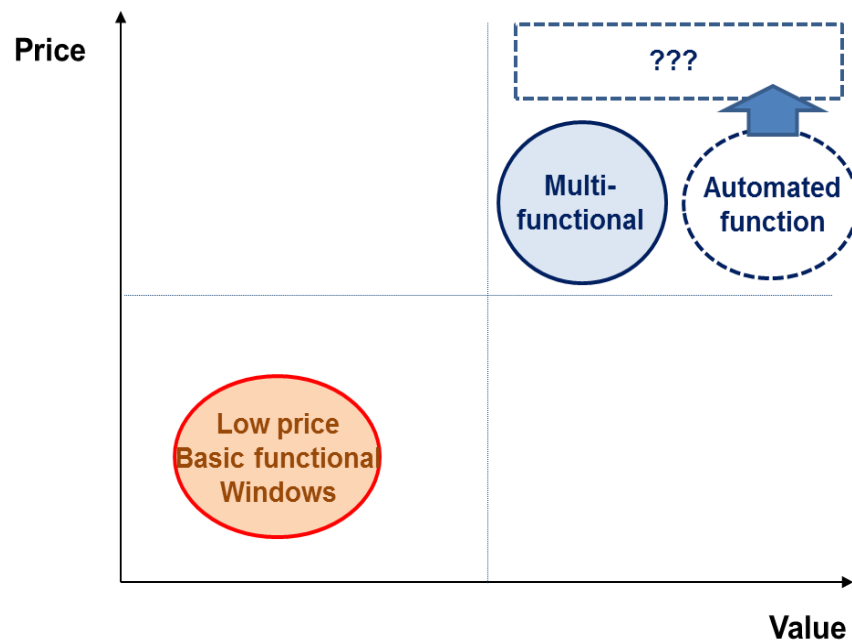 Price
???
Multi-
functional
Automated
function
Low price
Basic functional
Windows
Value